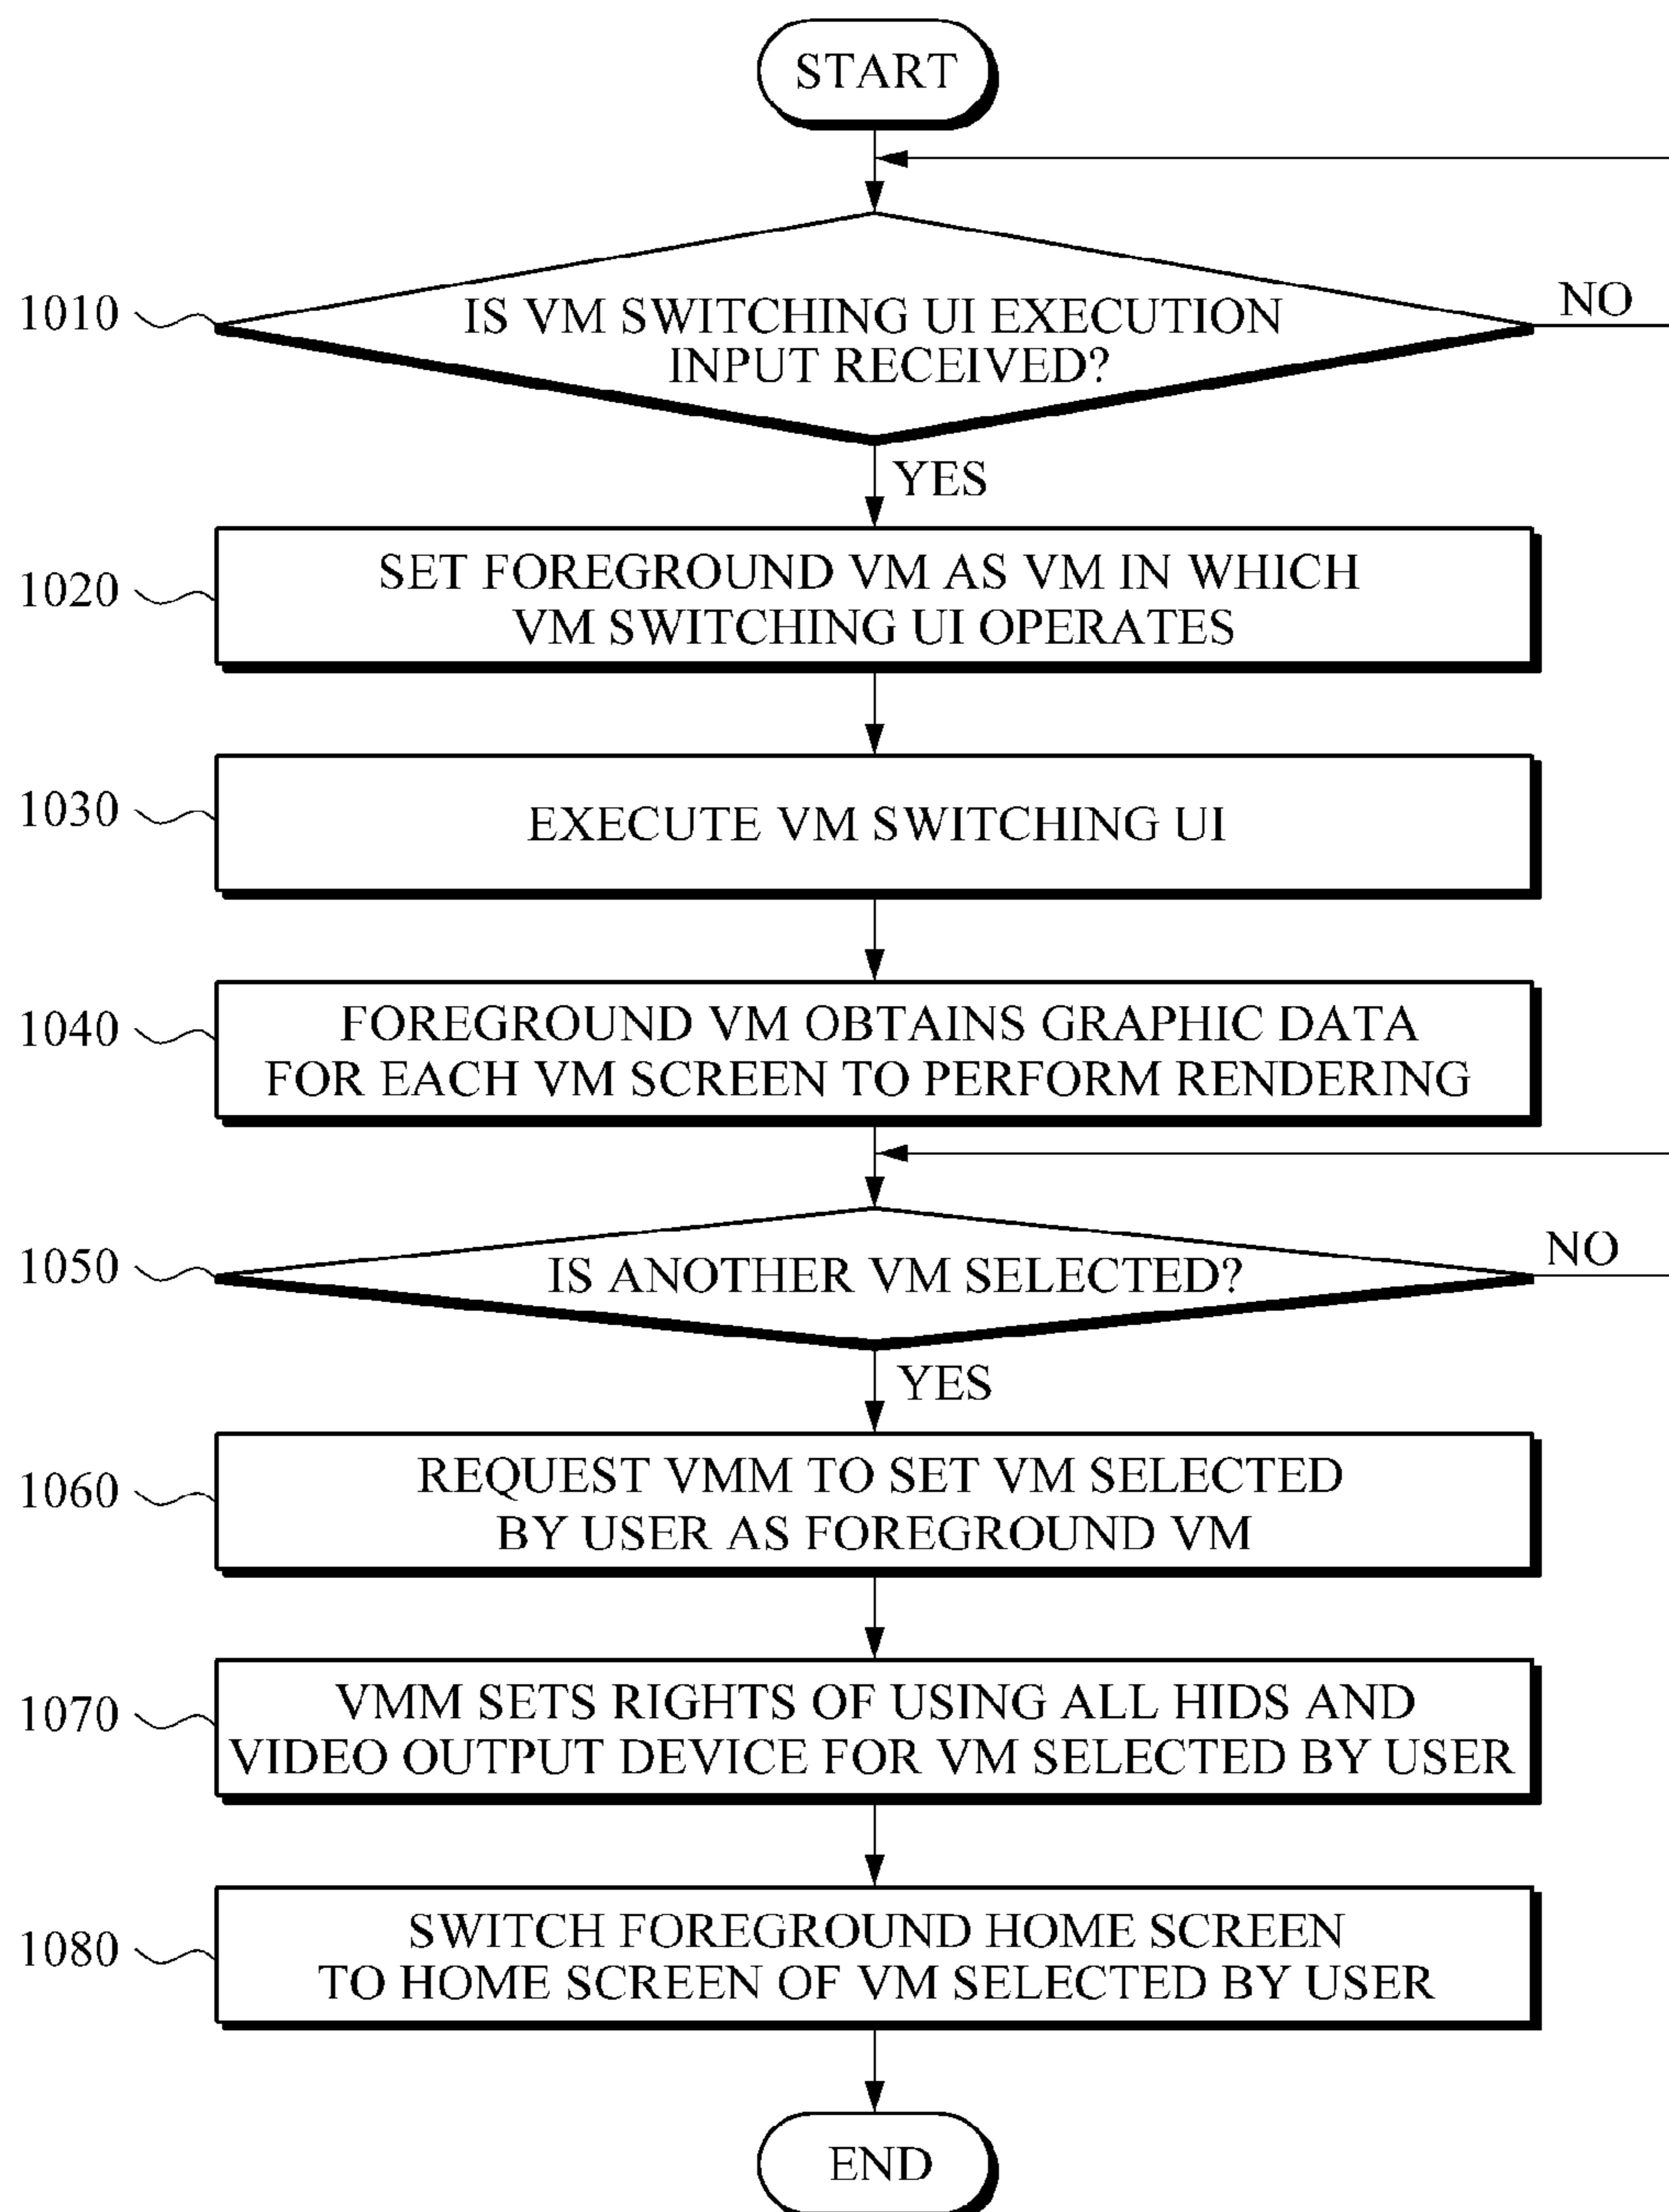 START
1010
IS VM SWITCHING UI EXECUTION
INPUT RECEIVED?
NO
YES
1020
SET FOREGROUND VM AS VM IN WHICH
VM SWITCHING UI OPERATES
1030
EXECUTE VM SWITCHING UI
1040
FOREGROUND VM OBTAINS GRAPHIC DATA
FOR EACH VM SCREEN TO PERFORM RENDERING
1050
IS ANOTHER VM SELECTED?
NO
YES
1060
REQUEST VMM TO SET VM SELECTED
BY USER AS FOREGROUND VM
1070
VMM SETS RIGHTS OF USING ALL HIDS AND
VIDEO OUTPUT DEVICE FOR VM SELECTED BY USER
1080
SWITCH FOREGROUND HOME SCREEN
TO HOME SCREEN OF VM SELECTED BY USER
END